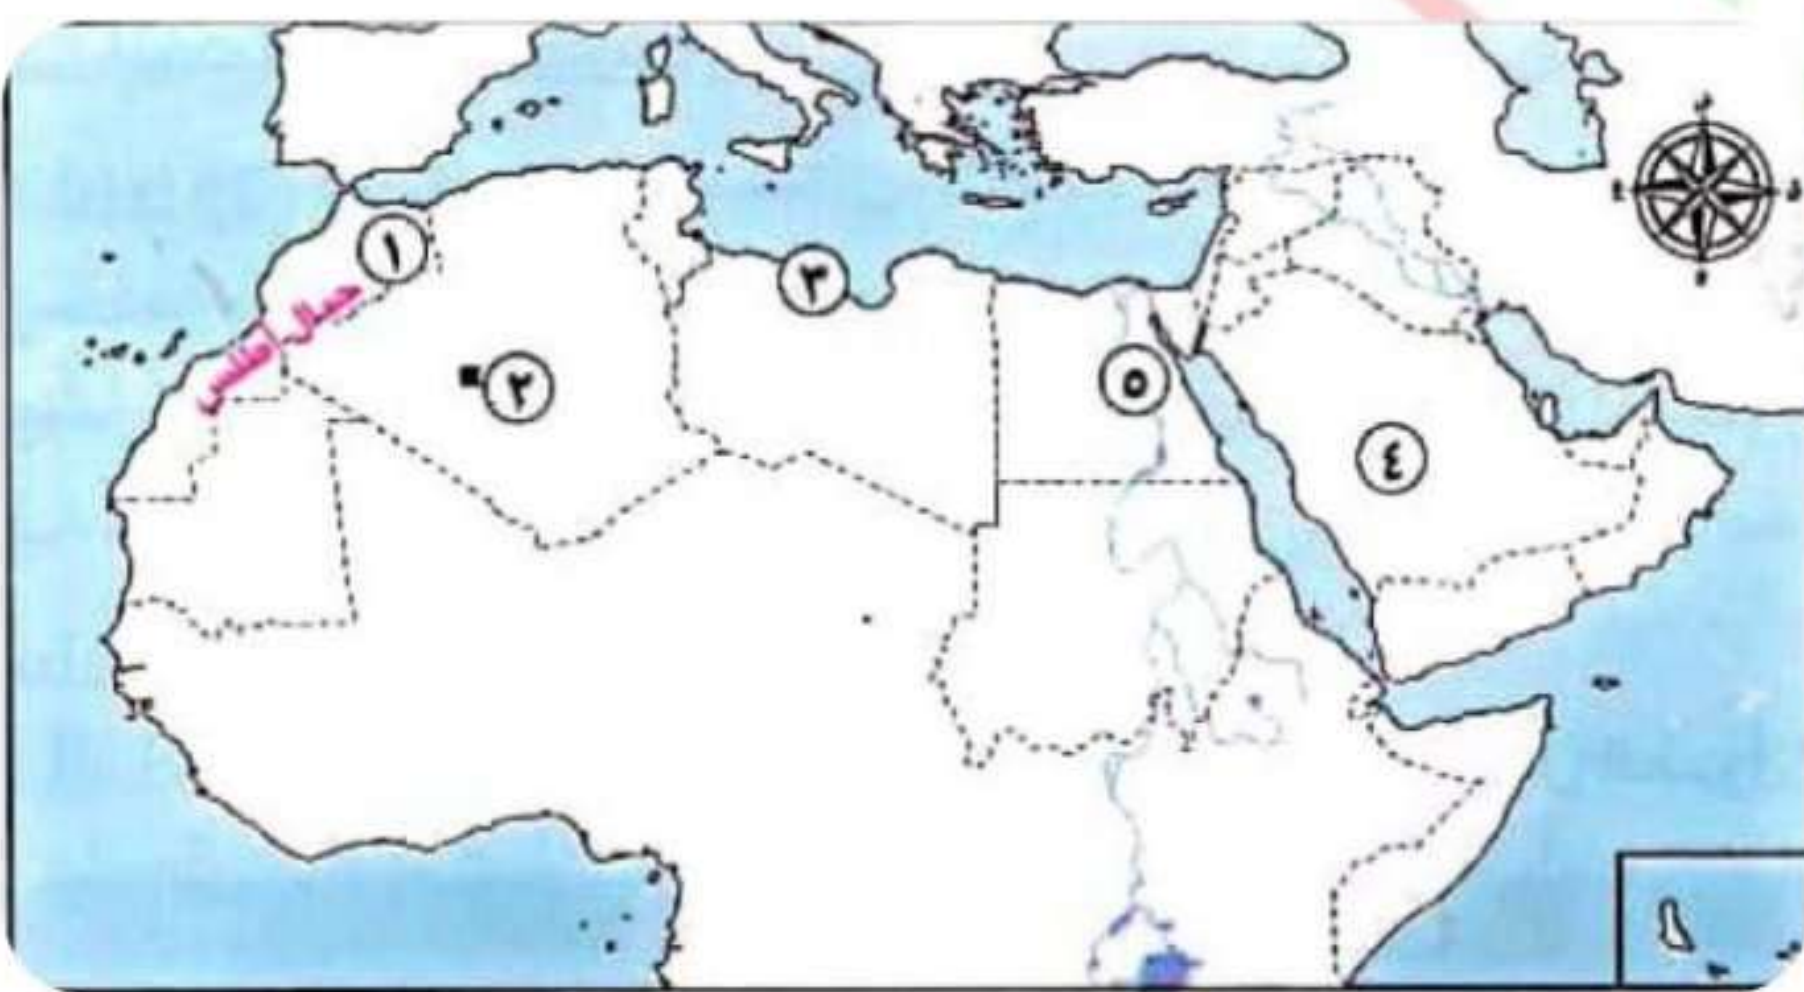 ش
١
غ
ق
ج
٣
جبال
أطلس
٢
٥
٤